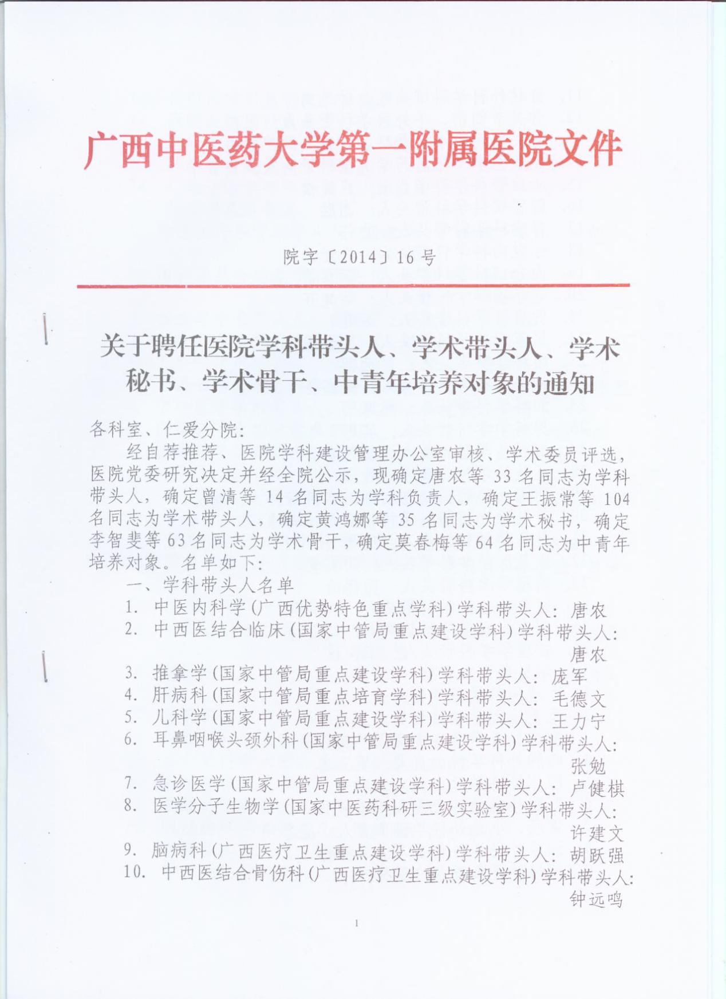 广西中医药大学第一附属医院文件
院字〔2014〕16号
关于聘任医院学科带头人、学术带头人、学术
秘书、学术骨干、中青年培养对象的通知
各科室、仁爱分院：
经自荐推荐、医院学科建设管理办公室审核、学术委员评选，
医院党委研究决定并经全院公示，现确定唐农等 33 名同志为学科
带头人，确定曾清等 14 名同志为学科负责人，确定王振常等 104
名同志为学术带头人，确定黄鸿娜等 35 名同志为学术秘书，确定
李智斐等 63 名同志为学术骨干，确定莫春梅等 64 名同志为中青年
培养对象。名单如下：
一、学科带头人名单
1. 中医内科学(广西优势特色重点学科)学科带头人：唐农
2. 中西医结合临床(国家中管局重点建设学科)学科带头人：
唐农
3. 推拿学(国家中管局重点建设学科)学科带头人：庞军
4. 肝病科(国家中管局重点培育学科)学科带头人：毛德文
5. 儿科学(国家中管局重点建设学科)学科带头人：王力宁
6. 耳鼻咽喉头颈外科(国家中管局重点建设学科)学科带头人：
张勉
7. 急诊医学(国家中管局重点建设学科)学科带头人：卢健棋
8. 医学分子生物学(国家中医药科研三级实验室)学科带头人：
许建文
9. 脑病科(广西医疗卫生重点建设学科)学科带头人：胡跃强
10. 中西医结合骨伤科(广西医疗卫生重点建设学科)学科带头人：
钟远鸣
1